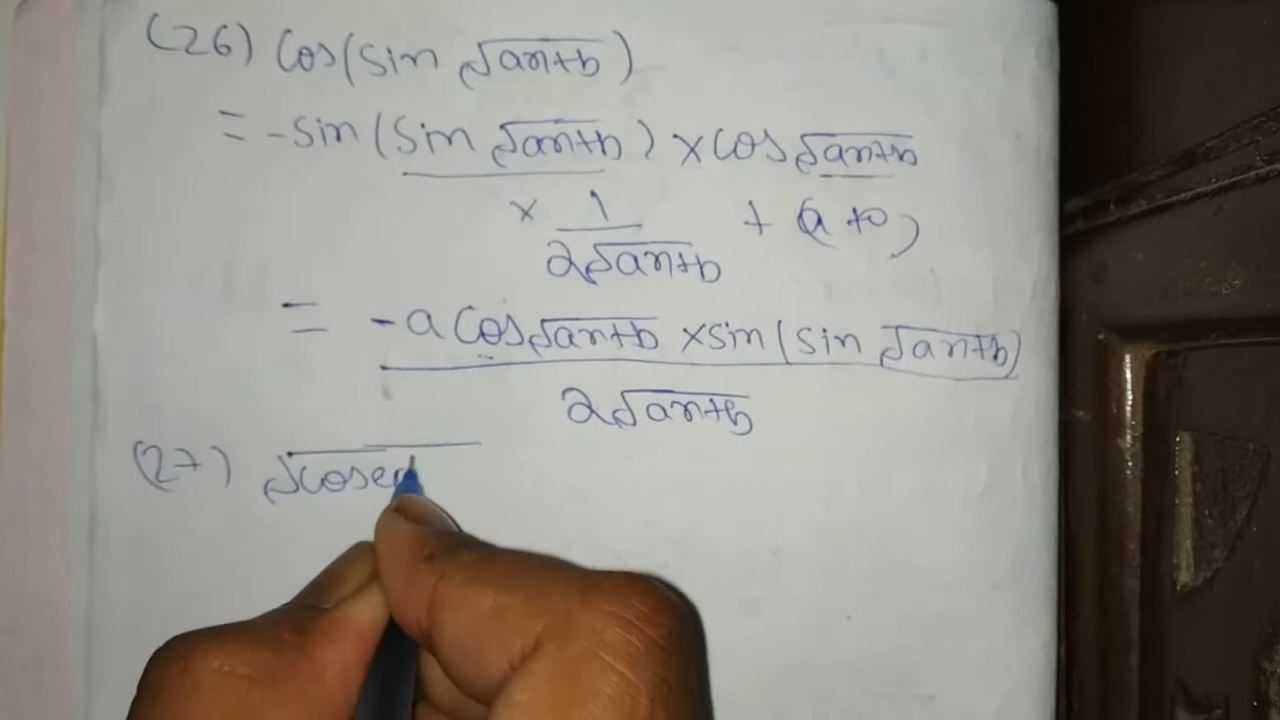 (26) Cos(Sin √ax+b)
= -Sin (Sin √ax+b) × Cos √ax+b
× 1/2√ax+b + (a+0)
= -a Cos √ax+b × Sin (Sin √ax+b) / 2√ax+b
(27) √Cosec